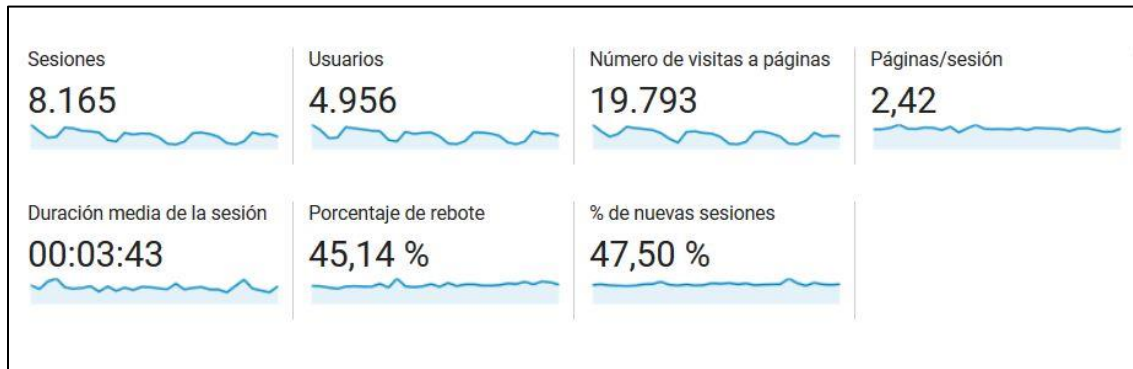 Sesiones
8.165
Usuarios
4.956
Número de visitas a páginas
19.793
Páginas/sesión
2,42
Duración media de la sesión
00:03:43
Porcentaje de rebote
45,14 %
% de nuevas sesiones
47,50 %